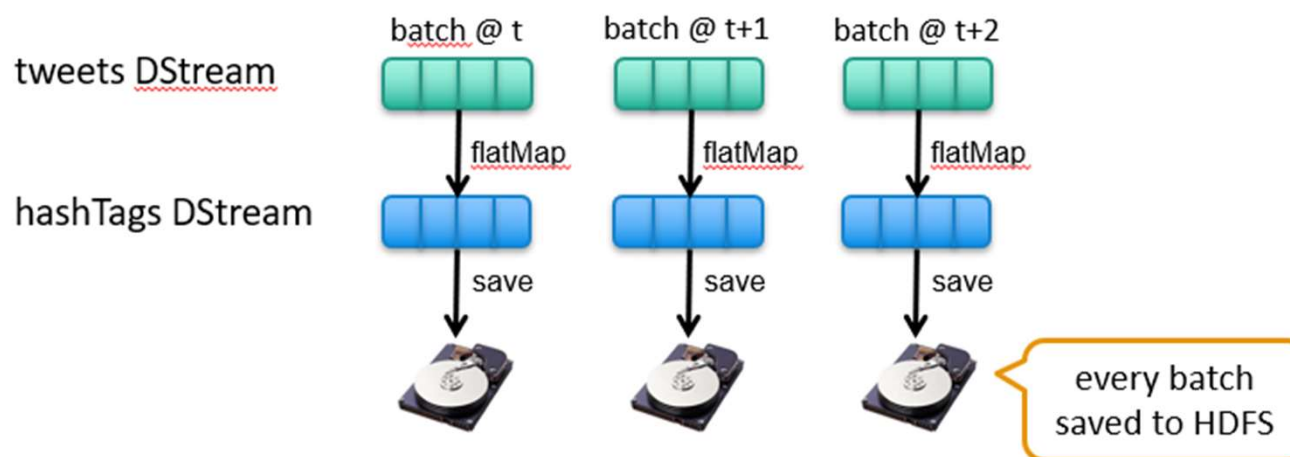 batch @ t
batch @ t+1
batch @ t+2
tweets DStream
flatMap
flatMap
flatMap
hashTags DStream
save
save
save
every batch
saved to HDFS